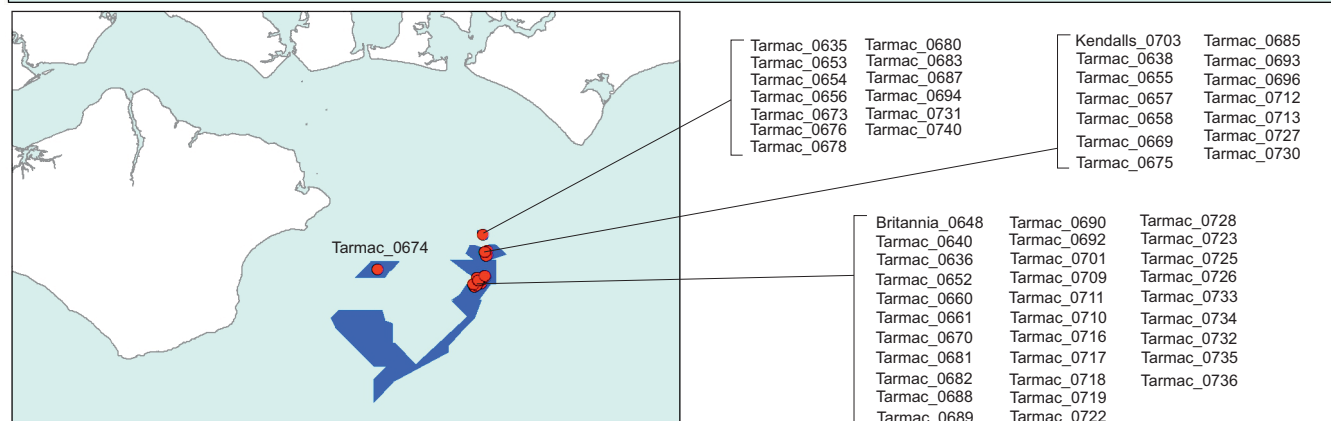 Tarmac_0674
Tarmac_0635 Tarmac_0680
Tarmac_0653 Tarmac_0683
Tarmac_0654 Tarmac_0687
Tarmac_0656 Tarmac_0694
Tarmac_0673 Tarmac_0731
Tarmac_0676 Tarmac_0740
Tarmac_0678
Kendalls_0703 Tarmac_0685
Tarmac_0638 Tarmac_0693
Tarmac_0655 Tarmac_0696
Tarmac_0657 Tarmac_0712
Tarmac_0658 Tarmac_0713
Tarmac_0669 Tarmac_0727
Tarmac_0675 Tarmac_0730
Britannia_0648 Tarmac_0690 Tarmac_0728
Tarmac_0640 Tarmac_0692 Tarmac_0723
Tarmac_0636 Tarmac_0701 Tarmac_0725
Tarmac_0652 Tarmac_0709 Tarmac_0726
Tarmac_0660 Tarmac_0711 Tarmac_0733
Tarmac_0661 Tarmac_0710 Tarmac_0734
Tarmac_0670 Tarmac_0716 Tarmac_0732
Tarmac_0681 Tarmac_0717 Tarmac_0735
Tarmac_0682 Tarmac_0718 Tarmac_0736
Tarmac_0688 Tarmac_0719
Tarmac_0689 Tarmac_0722